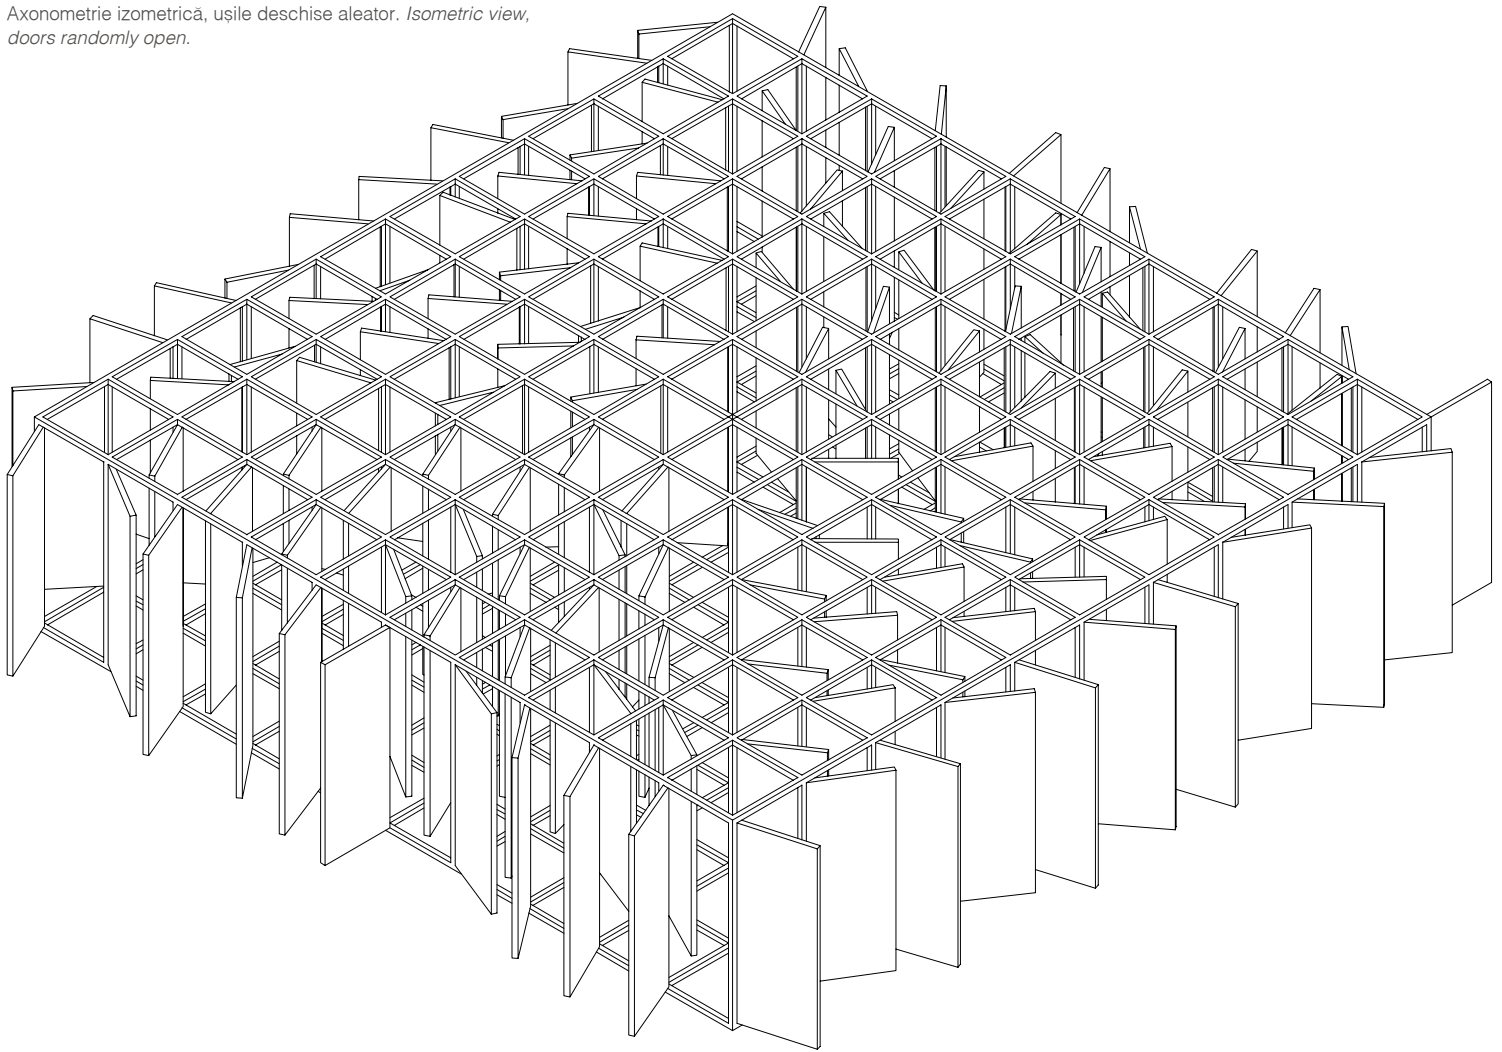 Axonometrie izometrică, ușile deschise aleator. Isometric view,
doors randomly open.